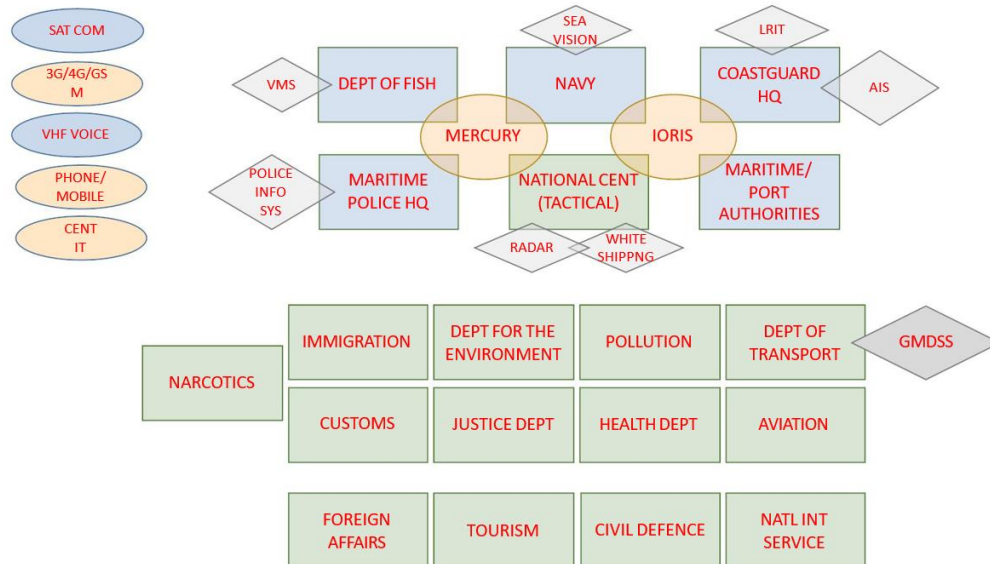 SAT COM
3G/4G/GS
M
VHF VOICE
PHONE/
MOBILE
CENT
IT
SEA
VISION
LRIT
VMS
DEPT OF FISH
NAVY
COASTGUARD
HQ
AIS
MERCURY
IORIS
POLICE
INFO
SYS
MARITIME
POLICE HQ
NATIONAL CENT
(TACTICAL)
MARITIME/
PORT
AUTHORITIES
RADAR
WHITE
SHIPPNG
NARCOTICS
IMMIGRATION
DEPT FOR THE
ENVIRONMENT
POLLUTION
DEPT OF
TRANSPORT
GMDSS
CUSTOMS
JUSTICE DEPT
HEALTH DEPT
AVIATION
FOREIGN
AFFAIRS
TOURISM
CIVIL DEFENCE
NATL INT
SERVICE